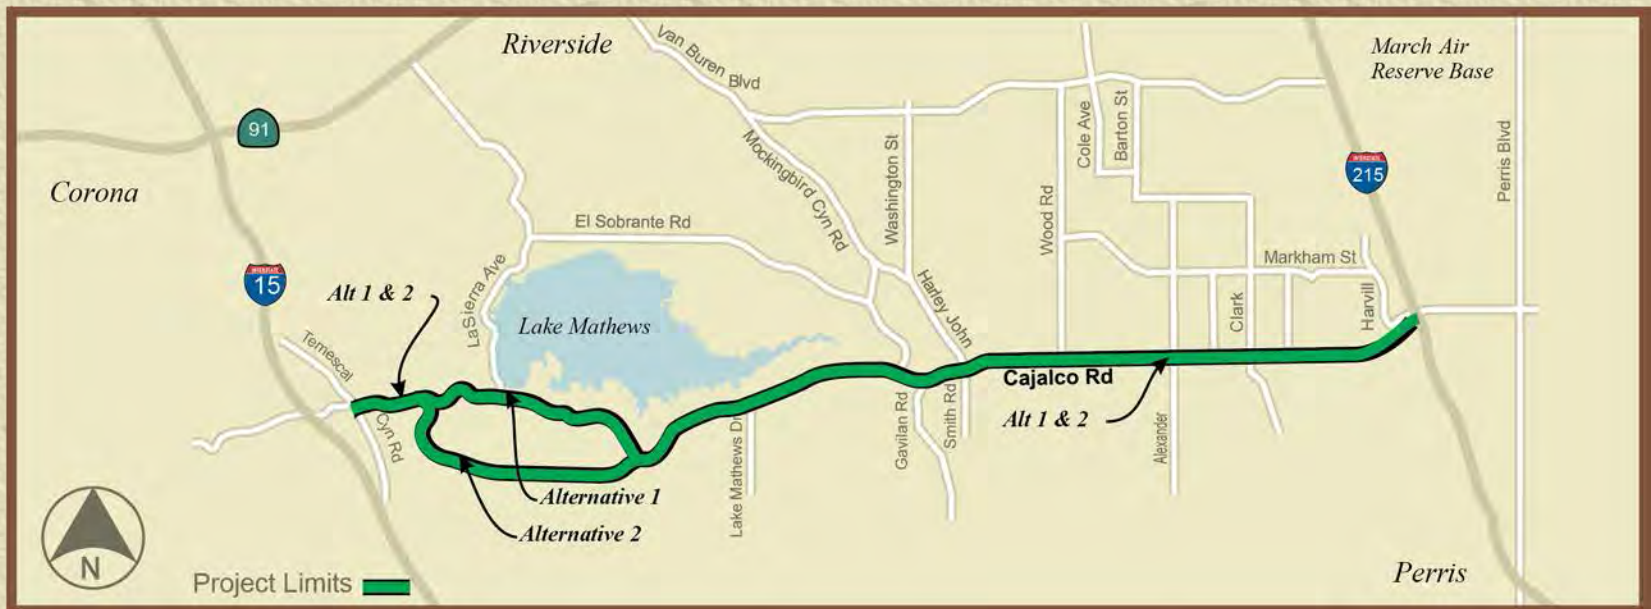 Riverside
Van Buren Blvd
March Air
Reserve Base
91
Corona
Cole Ave
Barton St
215
Perris Blvd
Mockingbird Cyn Rd
Washington St
Wood Rd
El Sobrante Rd
Markham St
15
Alt 1 & 2
LaSierra Ave
Lake Mathews
Harley John
Clark
Harvill
Temescal
Cyn Rd
Cajalco Rd
Alt 1 & 2
Lake Mathews Dr
Gavilan Rd
Smith Rd
Alexander
Alternative 1
Alternative 2
N
Project Limits
Perris